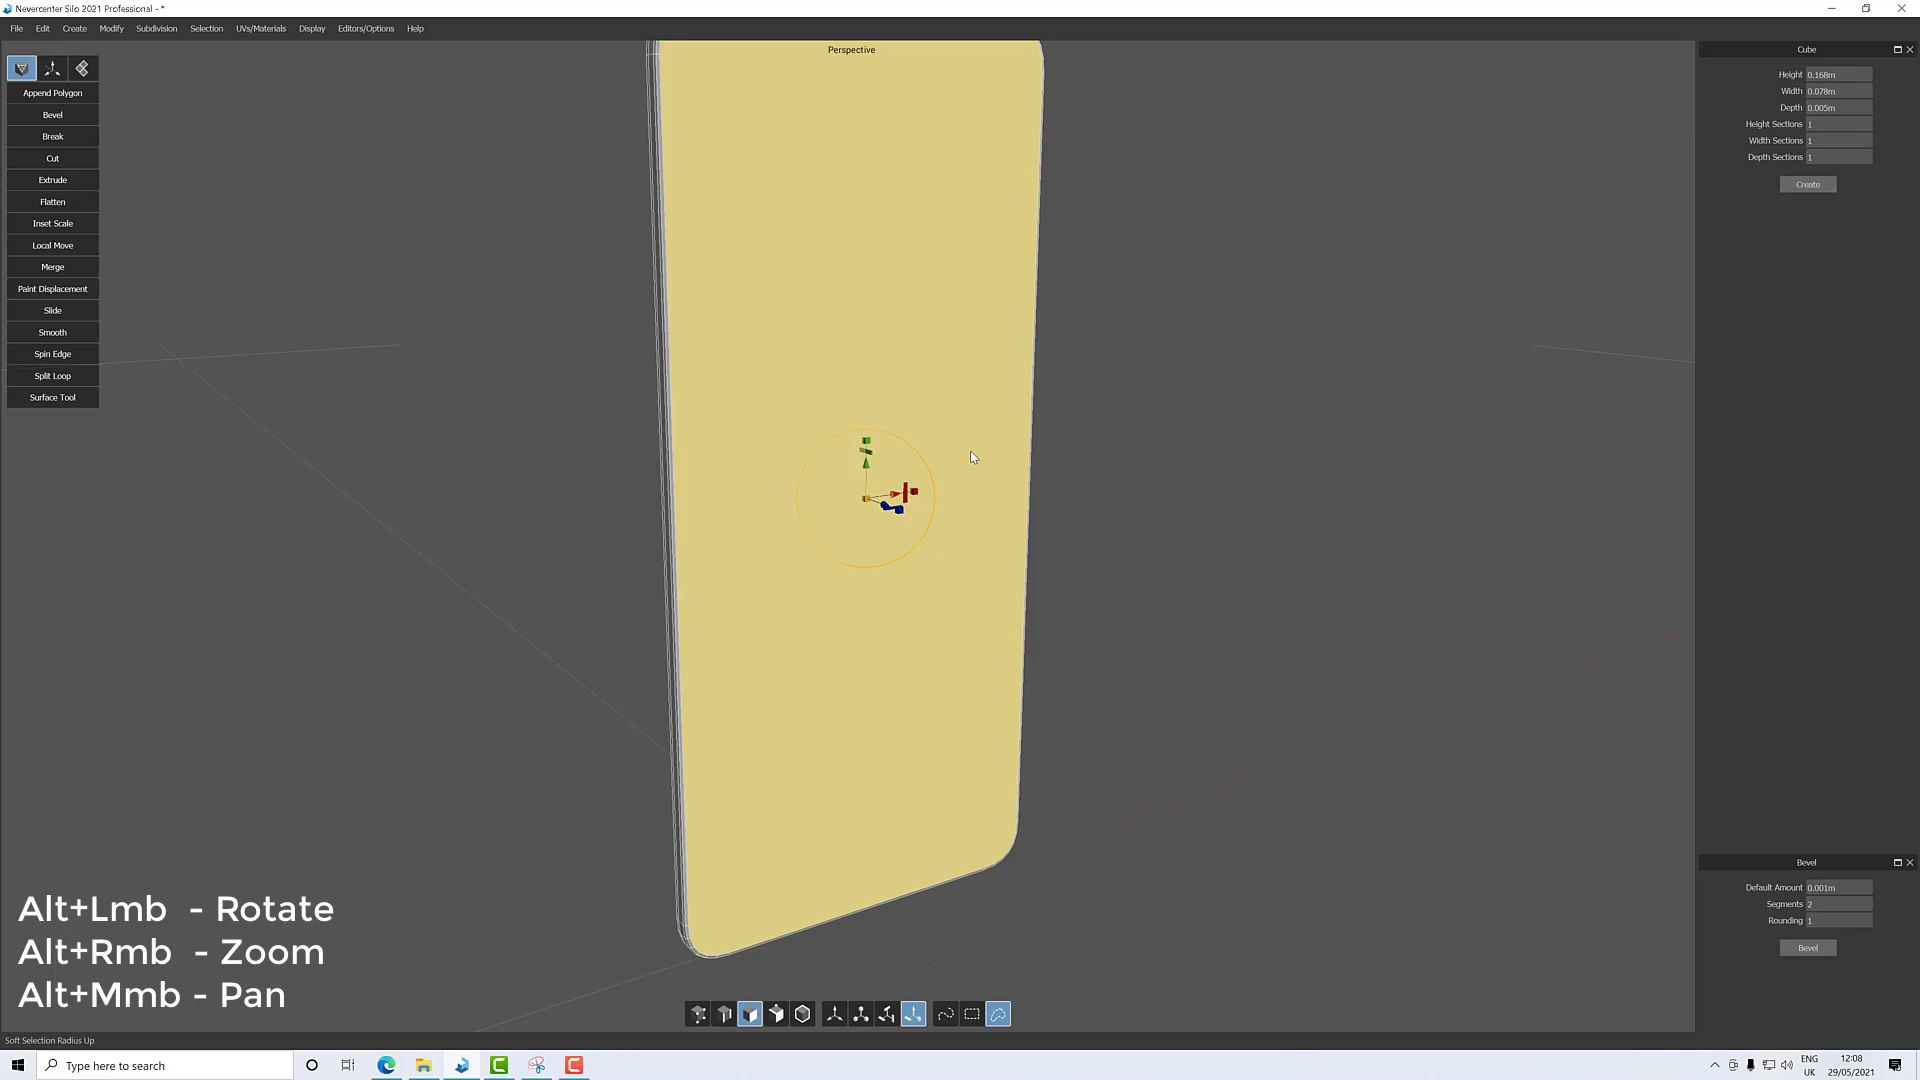 Nevercenter Silo 2021 Professional - *
File Edit Create Modify Subdivision Selection UVs/Materials Display Editors/Options Help
Perspective
Append Polygon
Bevel
Break
Cut
Extrude
Flatten
Inset Scale
Local Move
Merge
Paint Displacement
Slide
Smooth
Spin Edge
Split Loop
Surface Tool
Cube
Height 0.168m
Width 0.078m
Depth 0.005m
Height Sections 1
Width Sections 1
Depth Sections 1
Create
Bevel
Default Amount 0.001m
Segments 2
Rounding 1
Bevel
Alt+Lmb - Rotate
Alt+Rmb - Zoom
Alt+Mmb - Pan
Soft Selection Radius Up
Type here to search
ENG
UK
12:08
29/05/2021